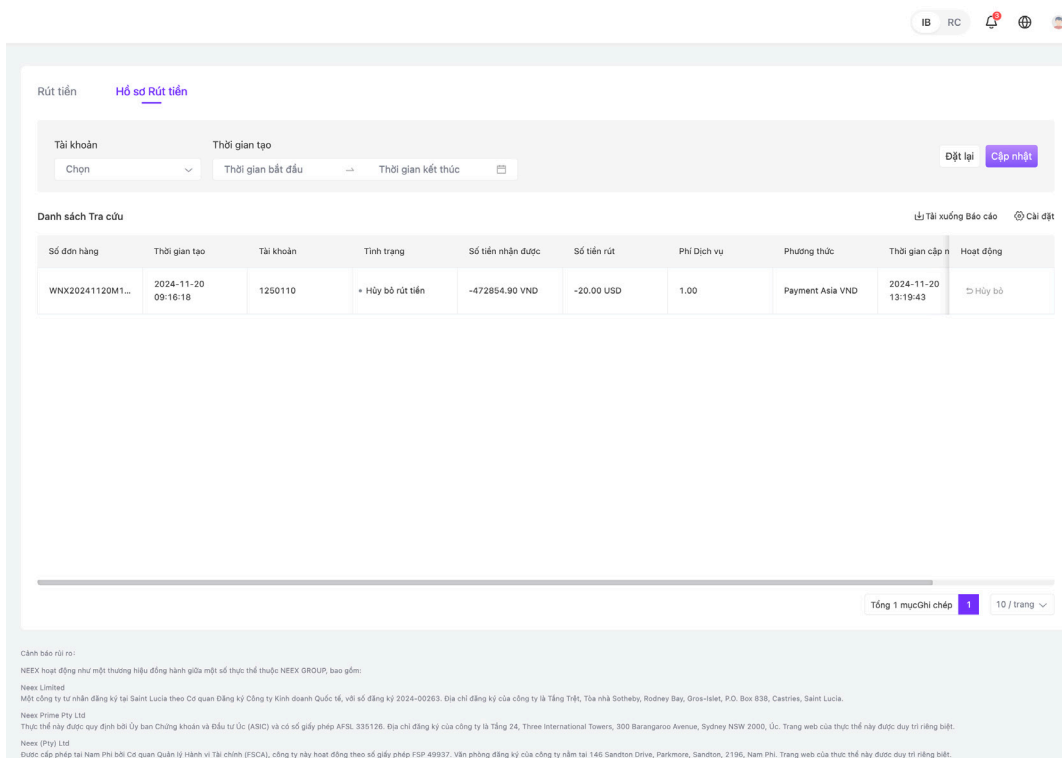 IB RC 3
Rút tiền Hồ sơ Rút tiền
Tài khoản Thời gian tạo
Chọn Thời gian bắt đầu → Thời gian kết thúc Đặt lại Cập nhật
Danh sách Tra cứu Tải xuống Báo cáo Cài đặt
Số đơn hàng Thời gian tạo Tài khoản Tình trạng Số tiền nhận được Số tiền rút Phí Dịch vụ Phương thức Thời gian cập n Hoạt động
WNX20241120M1... 2024-11-20 09:16:18 1250110 Hủy bỏ rút tiền -472854.90 VND -20.00 USD 1.00 Payment Asia VND 2024-11-20 13:19:43 Hủy bỏ
Tổng 1 mụcGhi chép 1 10 / trang
Cảnh báo rủi ro:
NEEX hoạt động như một thương hiệu đồng hành giữa một số thực thể thuộc NEEX GROUP, bao gồm:
Neex Limited
Một công ty tư nhân đăng ký tại Saint Lucia theo Cơ quan Đăng ký Công ty Kinh doanh Quốc tế, với số đăng ký 2024-00263. Địa chỉ đăng ký của công ty là Tầng Trệt, Tòa nhà Sotheby, Rodney Bay, Gros-Islet, P.O. Box 838, Castries, Saint Lucia.
Neex Prime Pty Ltd
Thực thể này được quy định bởi Ủy ban Chứng khoán và Đầu tư Úc (ASIC) và có số giấy phép AFSL 335126. Địa chỉ đăng ký của công ty là Tầng 24, Three International Towers, 300 Barangaroo Avenue, Sydney NSW 2000, Úc. Trang web của thực thể này được duy trì riêng biệt.
Neex (Pty) Ltd
Được cấp phép tại Nam Phi bởi Cơ quan Quản lý Hành vi Tài chính (FSCA), công ty này hoạt động theo số giấy phép FSP 49937. Văn phòng đăng ký của công ty nằm tại 146 Sandton Drive, Parkmore, Sandton, 2196, Nam Phi. Trang web của thực thể này được duy trì riêng biệt.